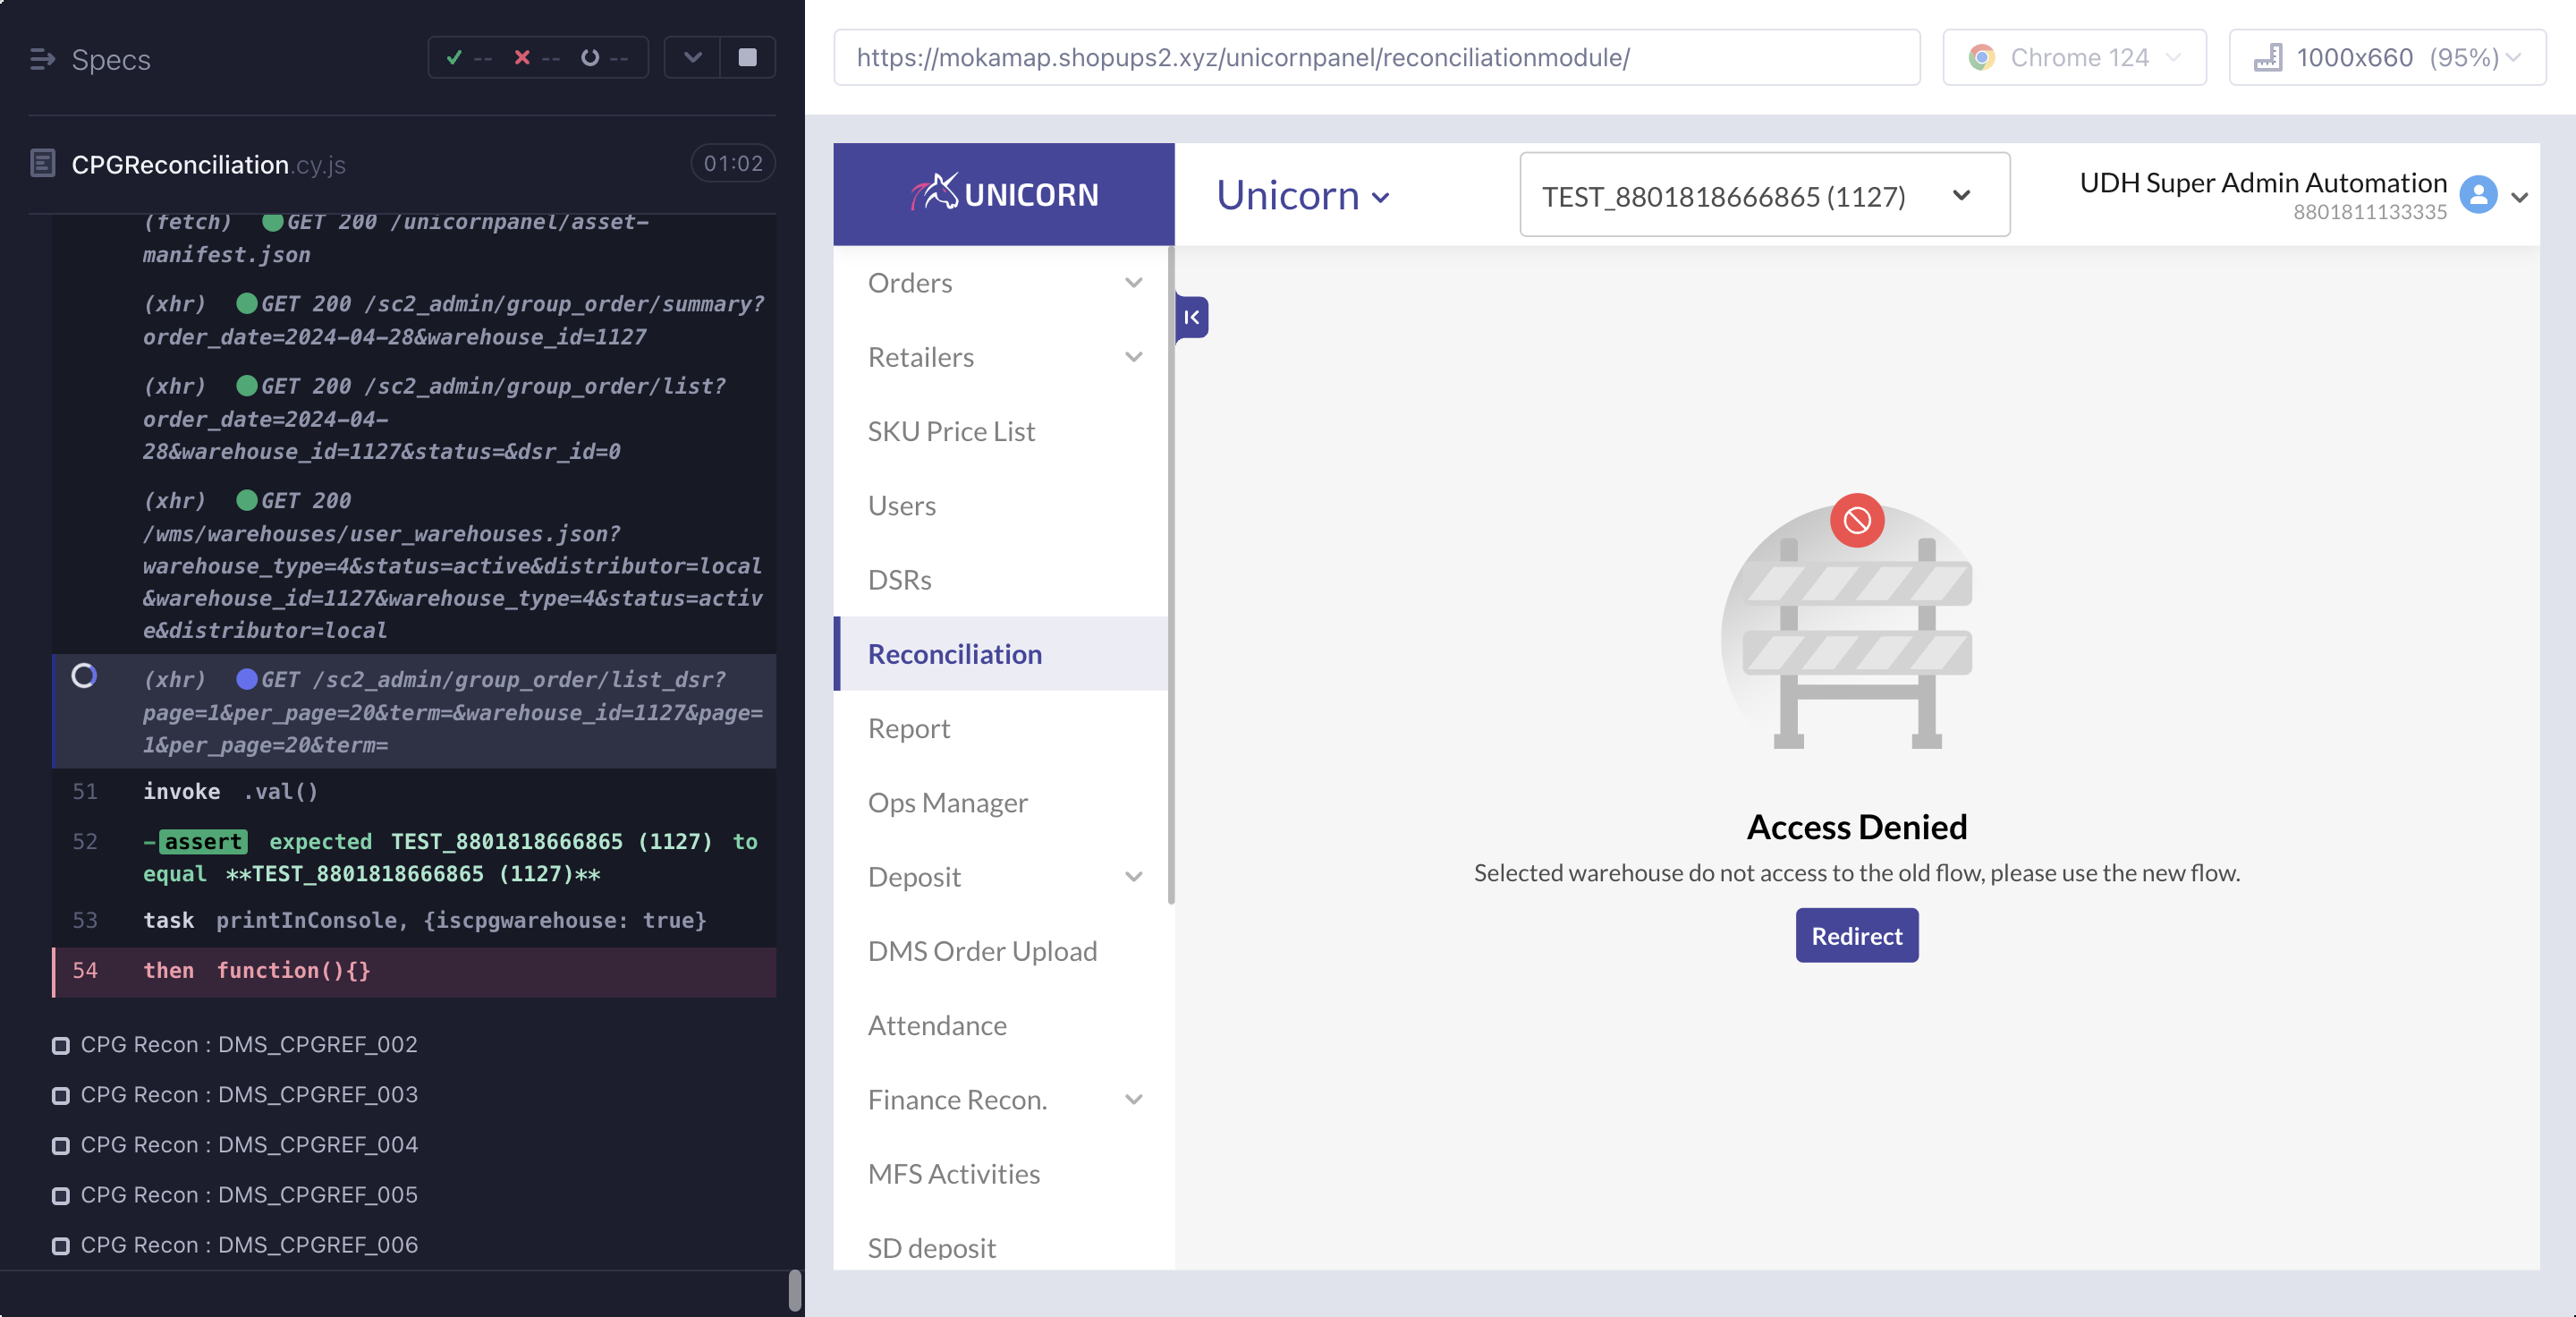 Specs
-- -- --
CPGReconciliation.cy.js
01:02
(fetch) GET 200 /unicornpanel/asset-
manifest.json
(xhr) GET 200 /sc2_admin/group_order/summary?
order_date=2024-04-28&warehouse_id=1127
(xhr) GET 200 /sc2_admin/group_order/list?
order_date=2024-04-
28&warehouse_id=1127&status=&dsr_id=0
(xhr) GET 200
/wms/warehouses/user_warehouses.json?
warehouse_type=4&status=active&distributor=local
&warehouse_id=1127&warehouse_type=4&status=activ
e&distributor=local
(xhr) GET /sc2_admin/group_order/list_dsr?
page=1&per_page=20&term=&warehouse_id=1127&page=
1&per_page=20&term=
51 invoke .val()
52 -assert expected TEST_8801818666865 (1127) to
equal **TEST_8801818666865 (1127)**
53 task printInConsole, {iscpgwarehouse: true}
54 then function(){}
CPG Recon : DMS_CPGREF_002
CPG Recon : DMS_CPGREF_003
CPG Recon : DMS_CPGREF_004
CPG Recon : DMS_CPGREF_005
CPG Recon : DMS_CPGREF_006
https://mokamap.shopups2.xyz/unicornpanel/reconciliationmodule/
Chrome 124
1000x660 (95%)
UNICORN
Unicorn
TEST_8801818666865 (1127)
UDH Super Admin Automation
8801811133335
Orders
Retailers
SKU Price List
Users
DSRs
Reconciliation
Report
Ops Manager
Deposit
DMS Order Upload
Attendance
Finance Recon.
MFS Activities
SD deposit
Access Denied
Selected warehouse do not access to the old flow, please use the new flow.
Redirect